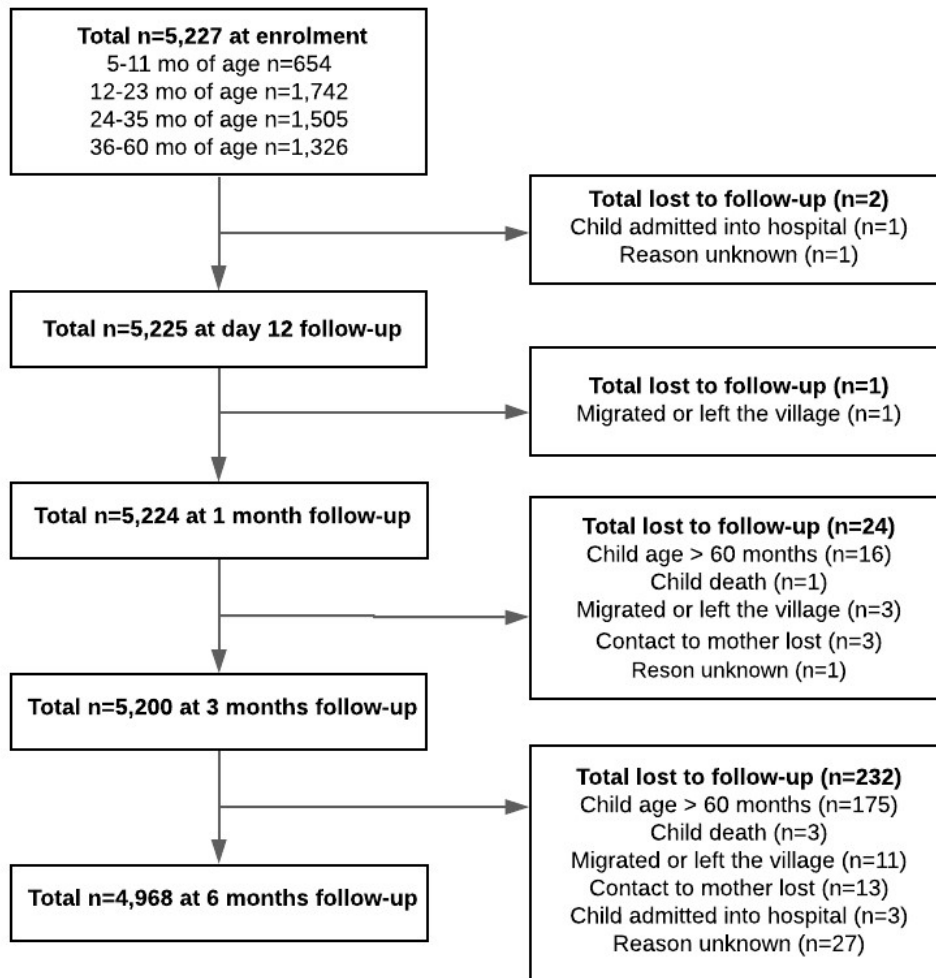 Total n=5,227 at enrolment
5-11 mo of age n=654
12-23 mo of age n=1,742
24-35 mo of age n=1,505
36-60 mo of age n=1,326
Total lost to follow-up (n=2)
Child admitted into hospital (n=1)
Reason unknown (n=1)
Total n=5,225 at day 12 follow-up
Total lost to follow-up (n=1)
Migrated or left the village (n=1)
Total n=5,224 at 1 month follow-up
Total lost to follow-up (n=24)
Child age > 60 months (n=16)
Child death (n=1)
Migrated or left the village (n=3)
Contact to mother lost (n=3)
Reson unknown (n=1)
Total n=5,200 at 3 months follow-up
Total lost to follow-up (n=232)
Child age > 60 months (n=175)
Child death (n=3)
Migrated or left the village (n=11)
Contact to mother lost (n=13)
Child admitted into hospital (n=3)
Reason unknown (n=27)
Total n=4,968 at 6 months follow-up